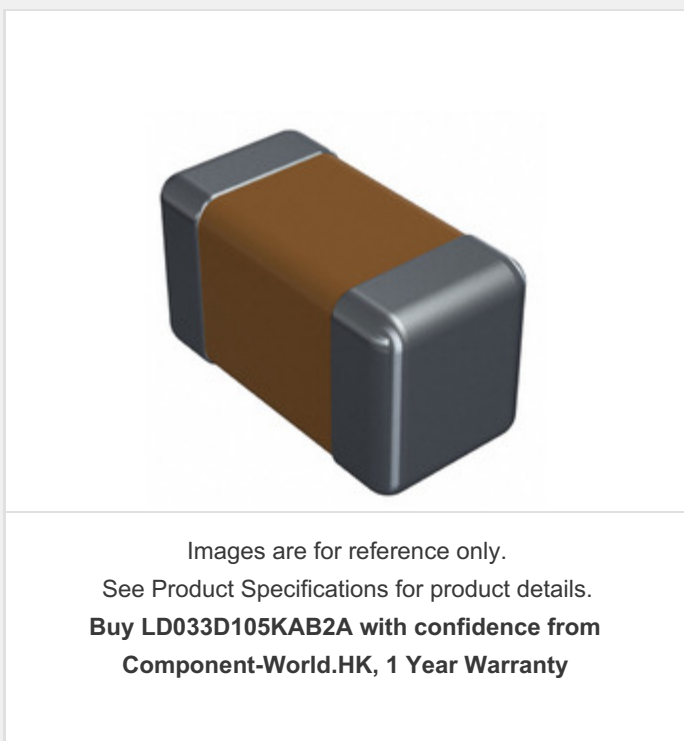 Images are for reference only.
See Product Specifications for product details.
Buy LD033D105KAB2A with confidence from
Component-World.HK, 1 Year Warranty